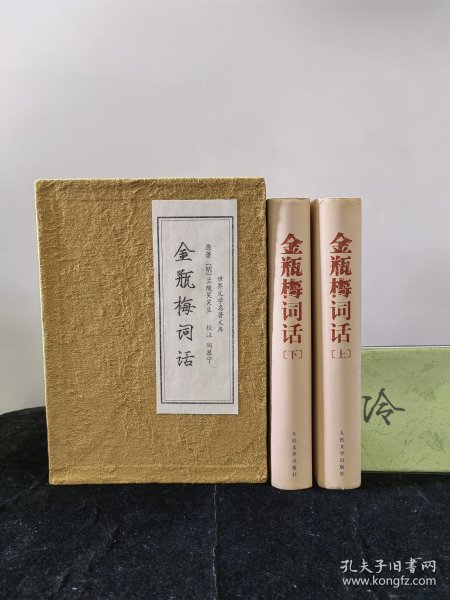 世界文学名著文库
原著 [明] 兰陵笑笑生 校注 陶慕宁
金瓶梅词话
金瓶梅词话
〔下〕
人民文学出版社
金瓶梅词话
〔上〕
人民文学出版社
玲
孔夫子旧书网
www.kongfz.com